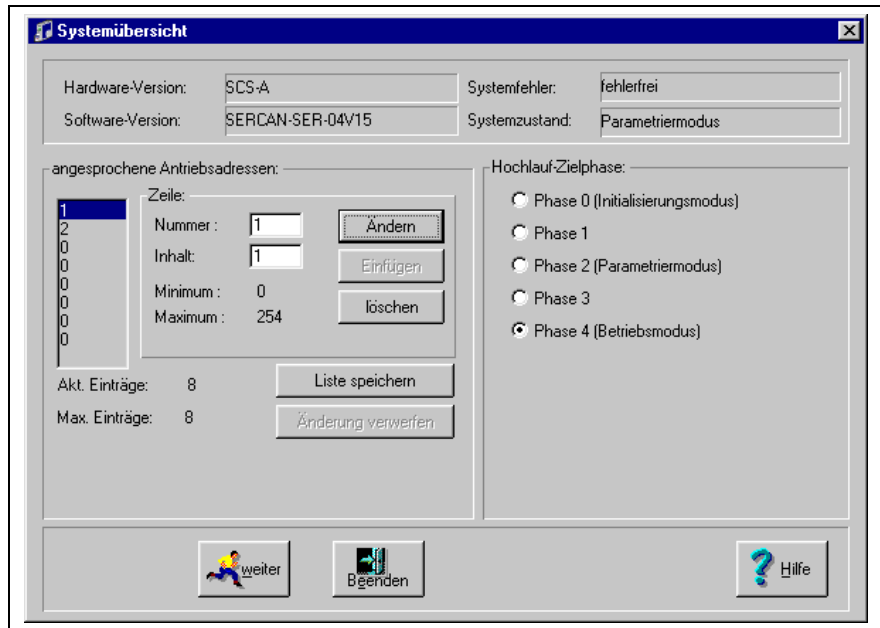 Systemübersicht
Hardware-Version: SCS-A Systemfehler: fehlerfrei
Software-Version: SERCAN-SER-04V15 Systemzustand: Parametriermodus
angesprochene Antriebsadressen:
1
2
0
0
0
0
0
0
Zeile:
Nummer : 1
Inhalt: 1
Minimum : 0
Maximum : 254
Ändern
Einfügen
löschen
Akt. Einträge: 8
Max. Einträge: 8
Liste speichern
Änderung verwerfen
Hochlauf-Zielphase:
Phase 0 (Initialisierungsmodus)
Phase 1
Phase 2 (Parametriermodus)
Phase 3
Phase 4 (Betriebsmodus)
weiter
Beenden
Hilfe